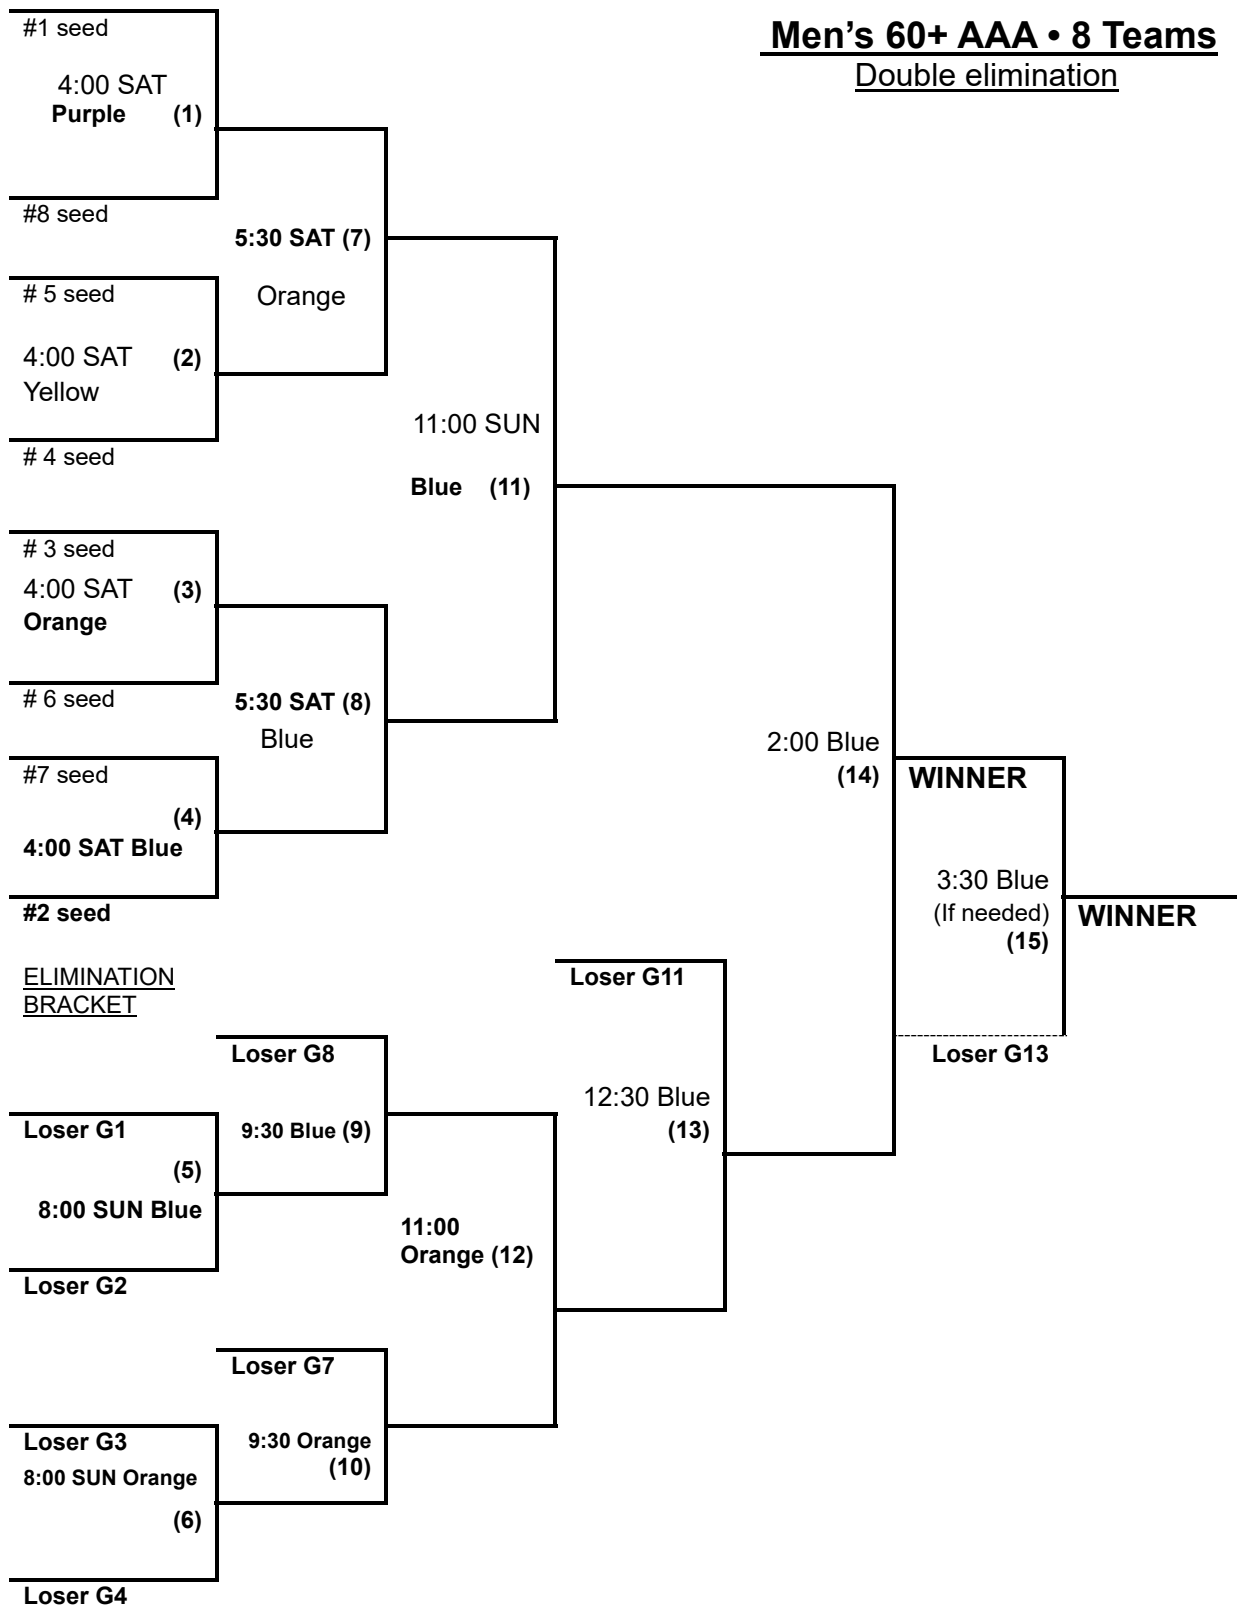 Men's 60+ AAA • 8 Teams
Double elimination
#1 seed
4:00 SAT
Purple (1)
#8 seed
5:30 SAT (7)
Orange
# 5 seed
4:00 SAT (2)
Yellow
# 4 seed
11:00 SUN
Blue (11)
# 3 seed
4:00 SAT (3)
Orange
# 6 seed
5:30 SAT (8)
Blue
#7 seed
(4)
4:00 SAT Blue
#2 seed
2:00 Blue
(14)
WINNER
3:30 Blue
(If needed)
(15)
WINNER
Loser G13
ELIMINATION
BRACKET
Loser G11
12:30 Blue
(13)
Loser G8
9:30 Blue (9)
Loser G1
(5)
8:00 SUN Blue
Loser G2
11:00
Orange (12)
Loser G7
9:30 Orange
(10)
Loser G3
8:00 SUN Orange
(6)
Loser G4